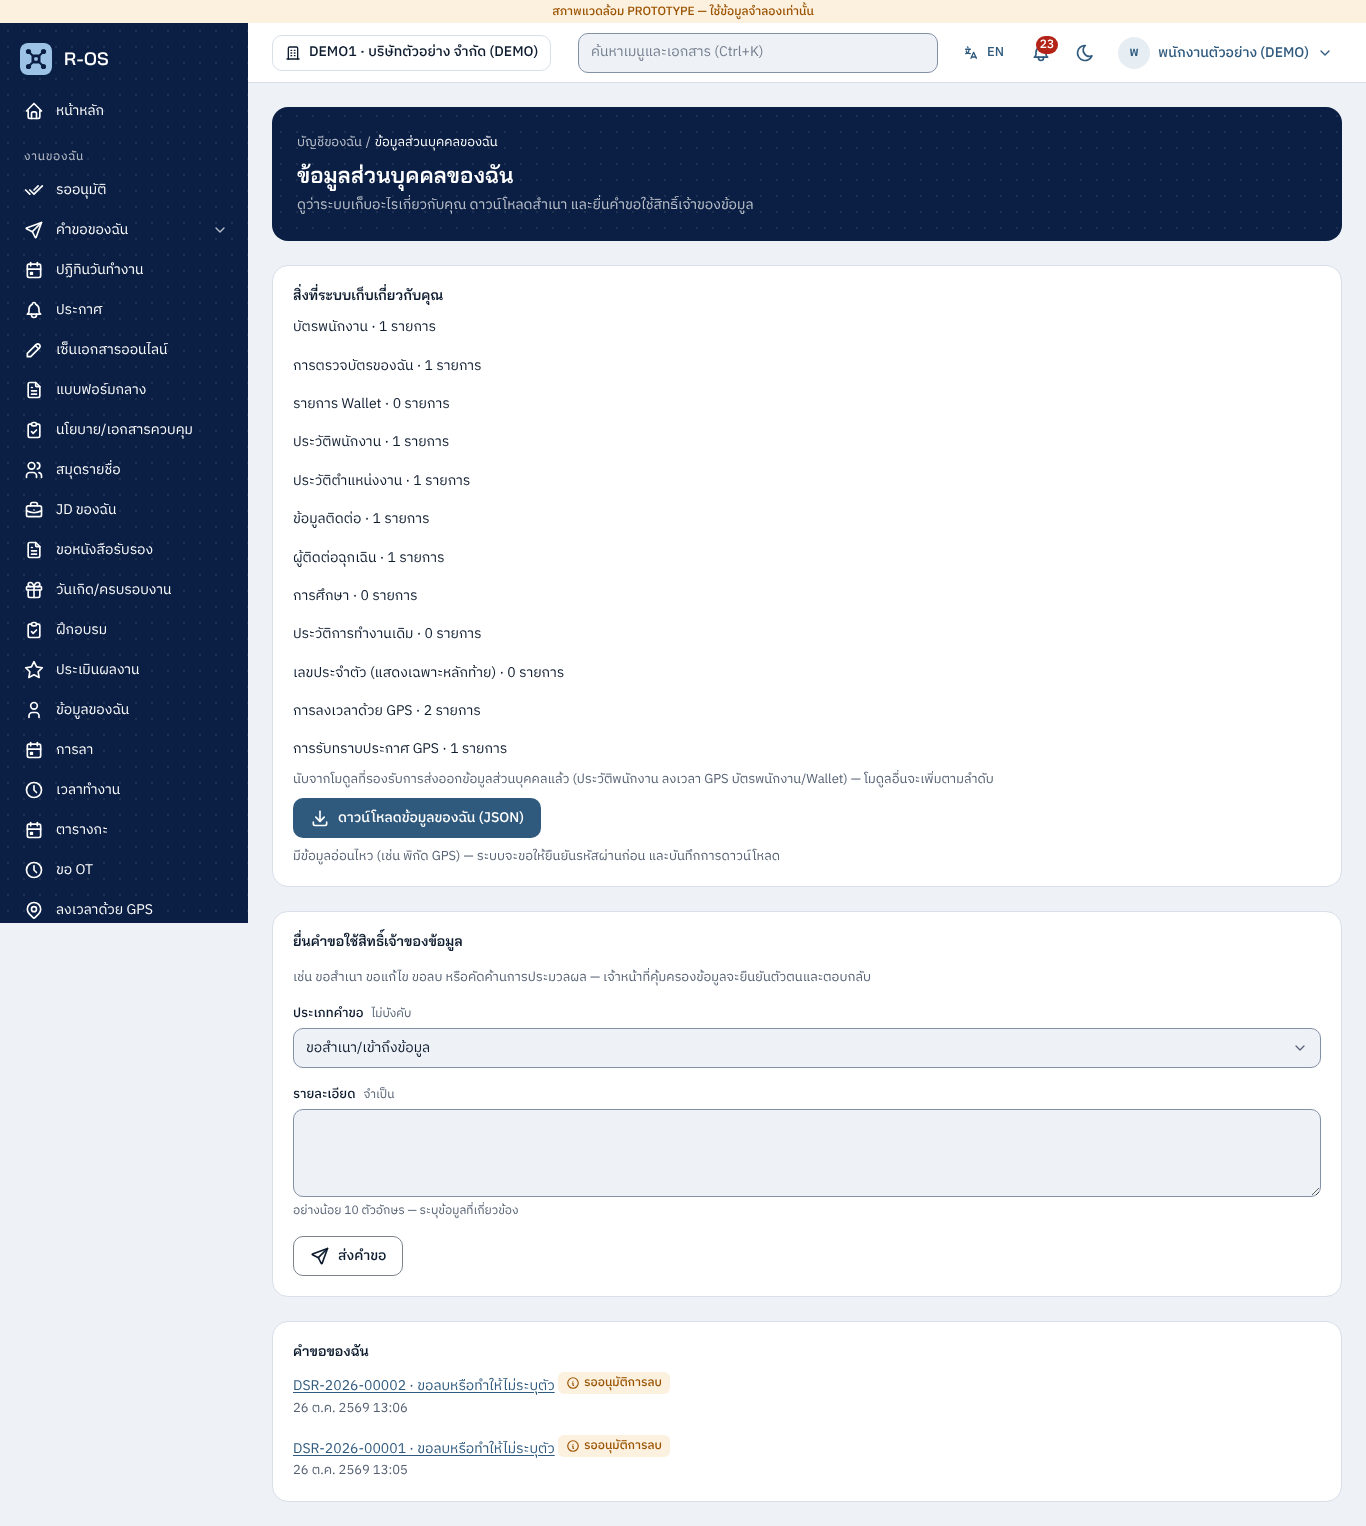 สภาพแวดล้อม PROTOTYPE — ใช้ข้อมูลจำลองเท่านั้น
R-OS
DEMO1 · บริษัทตัวอย่าง จำกัด (DEMO)
ค้นหาเมนูและเอกสาร (Ctrl+K)
EN
23
พ
พนักงานตัวอย่าง (DEMO)
หน้าหลัก
งานของฉัน
รออนุมัติ
คำขอของฉัน
ปฏิทินวันทำงาน
ประกาศ
เซ็นเอกสารออนไลน์
แบบฟอร์มกลาง
นโยบาย/เอกสารควบคุม
สมุดรายชื่อ
JD ของฉัน
ขอหนังสือรับรอง
วันเกิด/ครบรอบงาน
ฝึกอบรม
ประเมินผลงาน
ข้อมูลของฉัน
การลา
เวลาทำงาน
ตารางกะ
ขอ OT
ลงเวลาด้วย GPS
บัญชีของฉัน / ข้อมูลส่วนบุคคลของฉัน
ข้อมูลส่วนบุคคลของฉัน
ดูว่าระบบเก็บอะไรเกี่ยวกับคุณ ดาวน์โหลดสำเนา และยื่นคำขอใช้สิทธิ์เจ้าของข้อมูล
สิ่งที่ระบบเก็บเกี่ยวกับคุณ
บัตรพนักงาน · 1 รายการ
การตรวจบัตรของฉัน · 1 รายการ
รายการ Wallet · 0 รายการ
ประวัติพนักงาน · 1 รายการ
ประวัติตำแหน่งงาน · 1 รายการ
ข้อมูลติดต่อ · 1 รายการ
ผู้ติดต่อฉุกเฉิน · 1 รายการ
การศึกษา · 0 รายการ
ประวัติการทำงานเดิม · 0 รายการ
เลขประจำตัว (แสดงเฉพาะหลักท้าย) · 0 รายการ
การลงเวลาด้วย GPS · 2 รายการ
การรับทราบประกาศ GPS · 1 รายการ
นับจากโมดูลที่รองรับการส่งออกข้อมูลส่วนบุคคลแล้ว (ประวัติพนักงาน ลงเวลา GPS บัตรพนักงาน/Wallet) — โมดูลอื่นจะเพิ่มตามลำดับ
ดาวน์โหลดข้อมูลของฉัน (JSON)
มีข้อมูลอ่อนไหว (เช่น พิกัด GPS) — ระบบจะขอให้ยืนยันรหัสผ่านก่อน และบันทึกการดาวน์โหลด
ยื่นคำขอใช้สิทธิ์เจ้าของข้อมูล
เช่น ขอสำเนา ขอแก้ไข ขอลบ หรือคัดค้านการประมวลผล — เจ้าหน้าที่คุ้มครองข้อมูลจะยืนยันตัวตนและตอบกลับ
ประเภทคำขอ ไม่บังคับ
ขอสำเนา/เข้าถึงข้อมูล
รายละเอียด จำเป็น
อย่างน้อย 10 ตัวอักษร — ระบุข้อมูลที่เกี่ยวข้อง
ส่งคำขอ
คำขอของฉัน
DSR-2026-00002 · ขอลบหรือทำให้ไม่ระบุตัว รออนุมัติการลบ
26 ต.ค. 2569 13:06
DSR-2026-00001 · ขอลบหรือทำให้ไม่ระบุตัว รออนุมัติการลบ
26 ต.ค. 2569 13:05